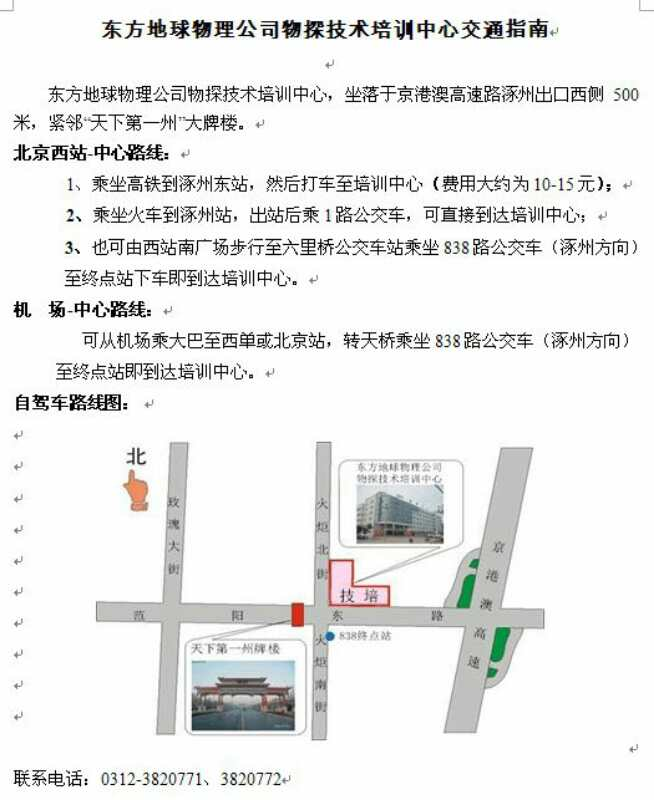 东方地球物理公司物探技术培训中心交通指南
东方地球物理公司物探技术培训中心，坐落于京港澳高速路涿州出口西侧 500
米，紧邻“天下第一州”大牌楼。
北京西站-中心路线：
1、乘坐高铁到涿州东站，然后打车至培训中心（费用大约为10-15元）；
2、乘坐火车到涿州站，出站后乘1路公交车，可直接到达培训中心；
3、也可由西站南广场步行至六里桥公交车站乘坐838路公交车（涿州方向）
至终点站下车即到达培训中心。
机 场-中心路线：
可从机场乘大巴至西单或北京站，转天桥乘坐838路公交车（涿州方向）
至终点站即到达培训中心。
自驾车路线图：
北
玫瑰大街
火炬北街
东方地球物理公司
物探技术培训中心
京港澳高速
技培
范阳东路
838终点站
火炬南街
天下第一州牌楼
联系电话：0312-3820771、3820772